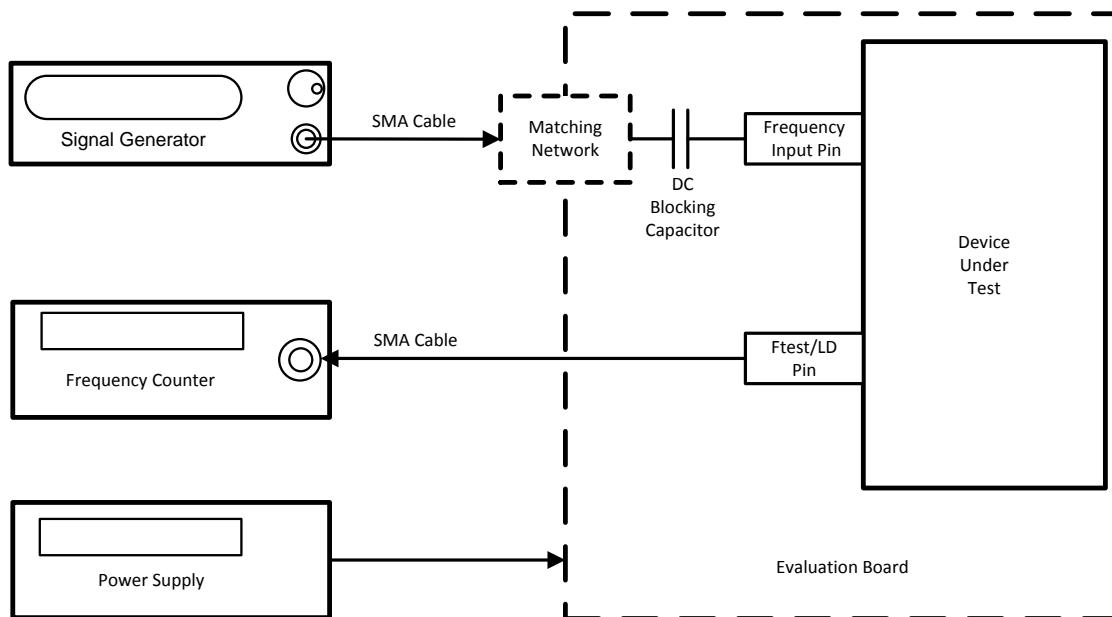 Signal Generator
SMA Cable
Matching
Network
DC
Blocking
Capacitor
Frequency
Input Pin
Device
Under
Test
Frequency Counter
SMA Cable
Ftest/LD
Pin
Power Supply
Evaluation Board